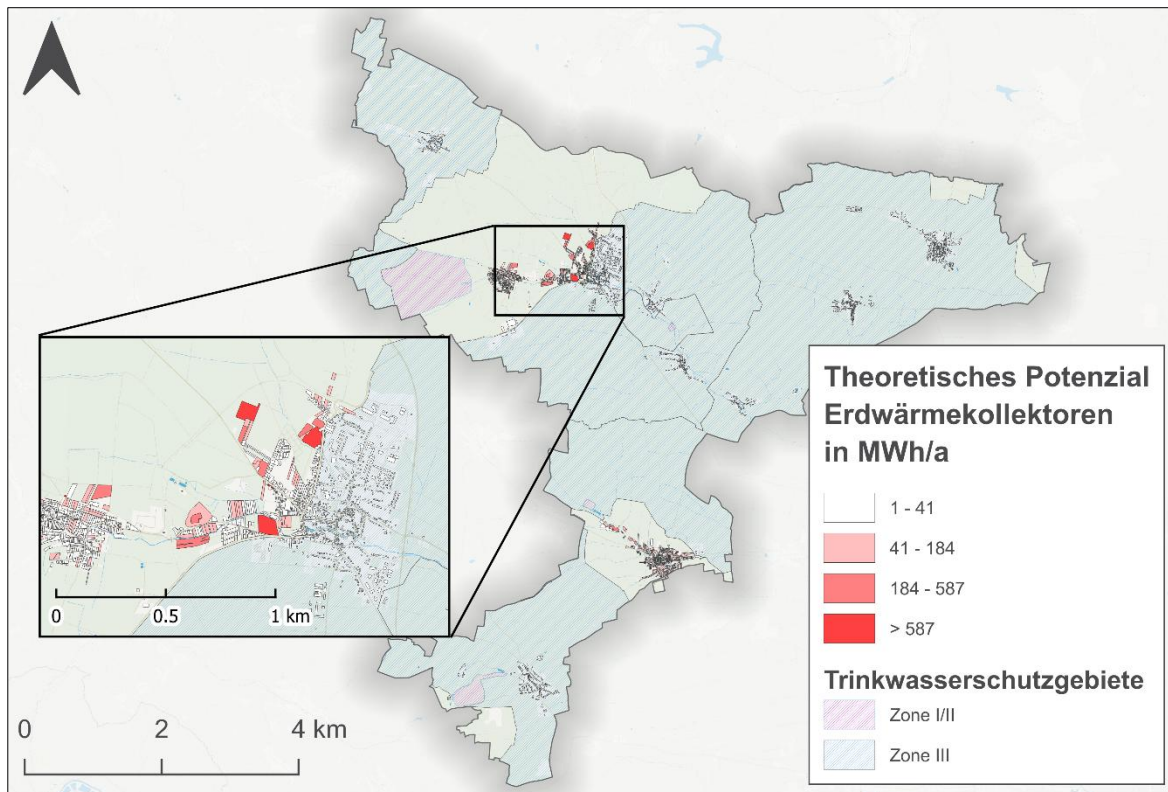 0
0.5
1 km
0
2
4 km
Theoretisches Potenzial
Erdwärmekollektoren
in MWh/a
1 - 41
41 - 184
184 - 587
> 587
Trinkwasserschutzgebiete
Zone I/II
Zone III